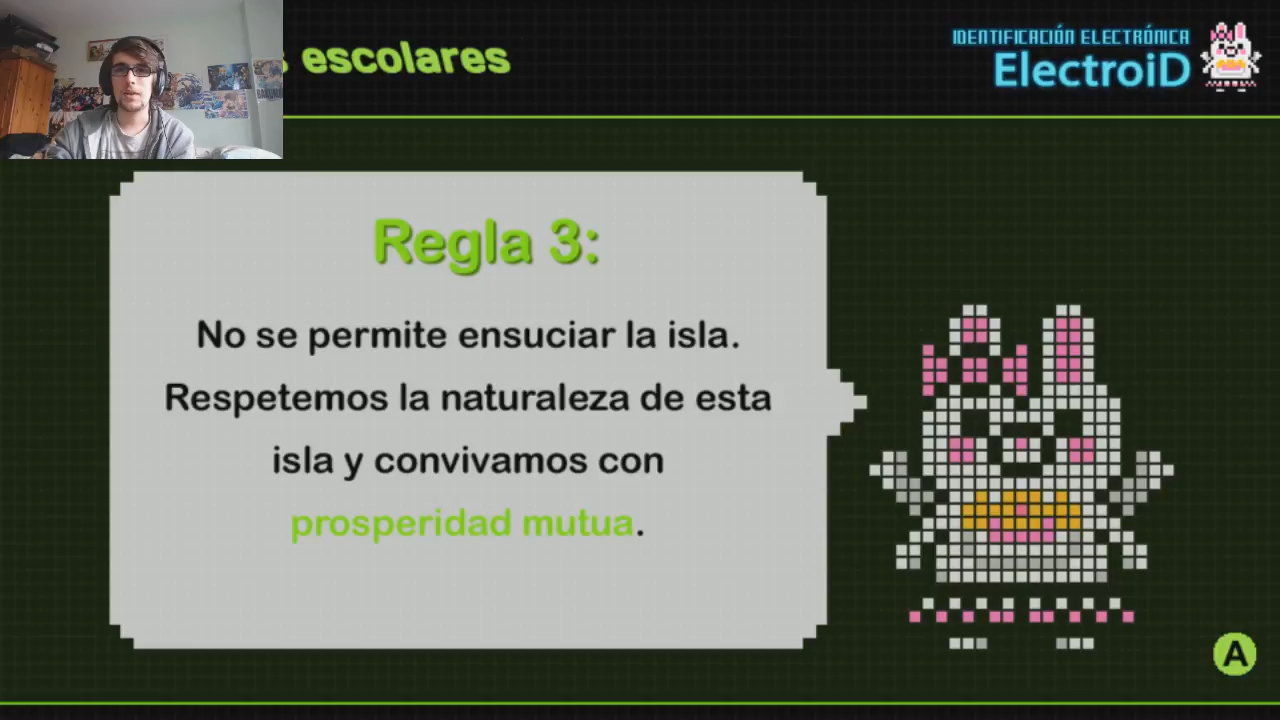 s escolares
IDENTIFICACIÓN ELECTRÓNICA
ElectroiD
Regla 3:
No se permite ensuciar la isla.
Respetemos la naturaleza de esta
isla y convivamos con
prosperidad mutua.
A